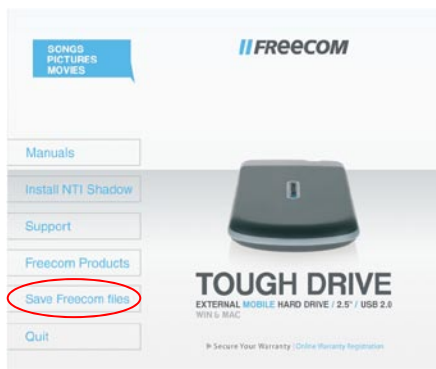 SONGS
PICTURES
MOVIES
FREECOM
Manuals
Install NTI Shadow
Support
Freecom Products
Save Freecom files
Quit
TOUGH DRIVE
EXTERNAL MOBILE HARD DRIVE / 2.5" / USB 2.0
WIN & MAC
Secure Your Warranty | Online Warranty Registration